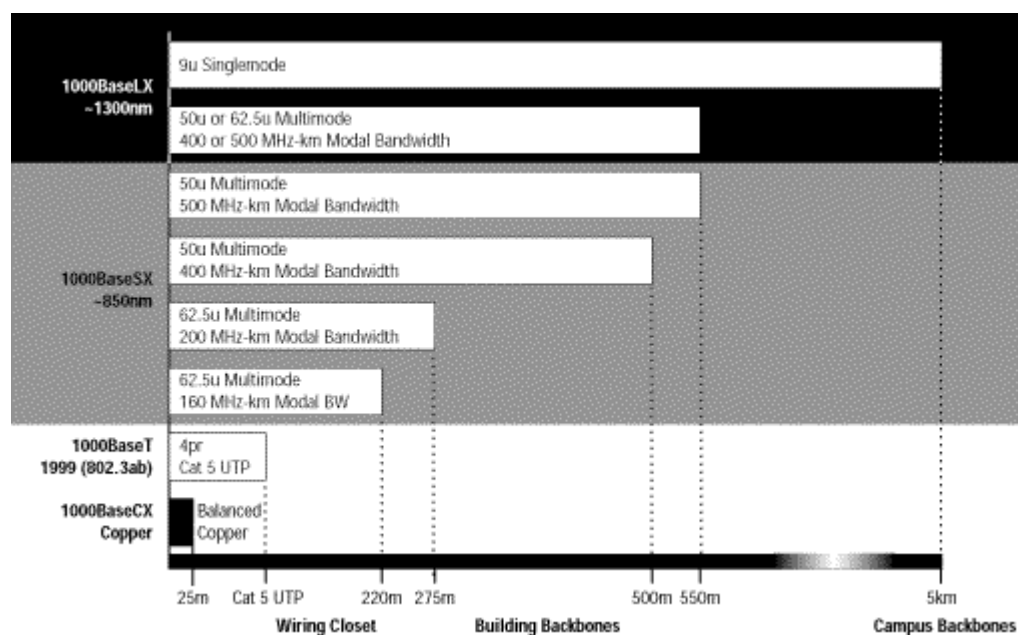 1000BaseLX
~1300nm
9u Singlemode
50u or 62.5u Multimode
400 or 500 MHz-km Modal Bandwidth
1000BaseSX
~850nm
50u Multimode
500 MHz-km Modal Bandwidth
50u Multimode
400 MHz-km Modal Bandwidth
62.5u Multimode
200 MHz-km Modal Bandwidth
62.5u Multimode
160 MHz-km Modal BW
1000BaseT
1999 (802.3ab)
4pr
Cat 5 UTP
1000BaseCX
Copper
Balanced
Copper
25m Cat 5 UTP 220m 275m 500m 550m 5km
Wiring Closet Building Backbones Campus Backbones